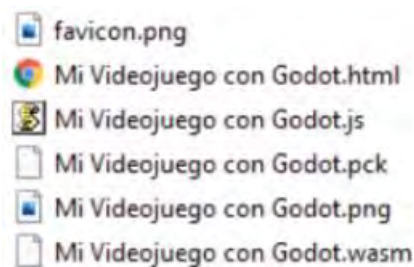 favicon.png
Mi Videojuego con Godot.html
Mi Videojuego con Godot.js
Mi Videojuego con Godot.pck
Mi Videojuego con Godot.png
Mi Videojuego con Godot.wasm